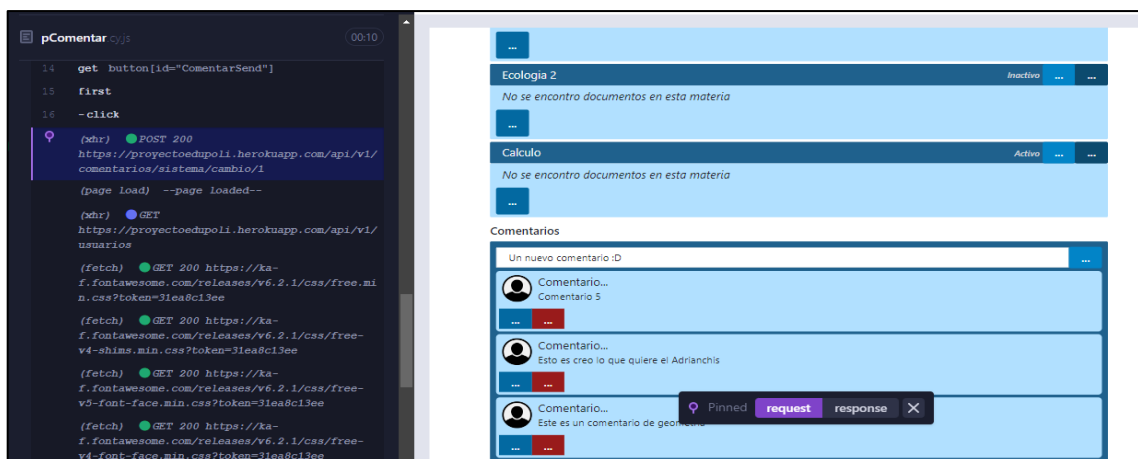 pComentar.cy.js
00:10
14 get button[id="ComentarSend"]
15 first
16 -click
(xhr) POST 200
https://proyectoedupoli.herokuapp.com/api/v1/
comentarios/sistema/cambio/1
(page load) --page loaded--
(xhr) GET
https://proyectoedupoli.herokuapp.com/api/v1/
usuarios
(fetch) GET 200 https://ka-
f.fontawesome.com/releases/v6.2.1/css/free.mi
n.css?token=31ea8c13ee
(fetch) GET 200 https://ka-
f.fontawesome.com/releases/v6.2.1/css/free-
v4-shims.min.css?token=31ea8c13ee
(fetch) GET 200 https://ka-
f.fontawesome.com/releases/v6.2.1/css/free-
v5-font-face.min.css?token=31ea8c13ee
(fetch) GET 200 https://ka-
f.fontawesome.com/releases/v6.2.1/css/free-
v4-font-face.min.css?token=31ea8c13ee
...
Ecologia 2 Inactivo ... ...
No se encontro documentos en esta materia
...
Calculo Activo ... ...
No se encontro documentos en esta materia
...
Comentarios
Un nuevo comentario :D ...
Comentario...
Comentario 5
... ...
Comentario...
Esto es creo lo que quiere el Adrianchis
... ...
Comentario...
Este es un comentario de geometria
... ...
Pinned request response ✕